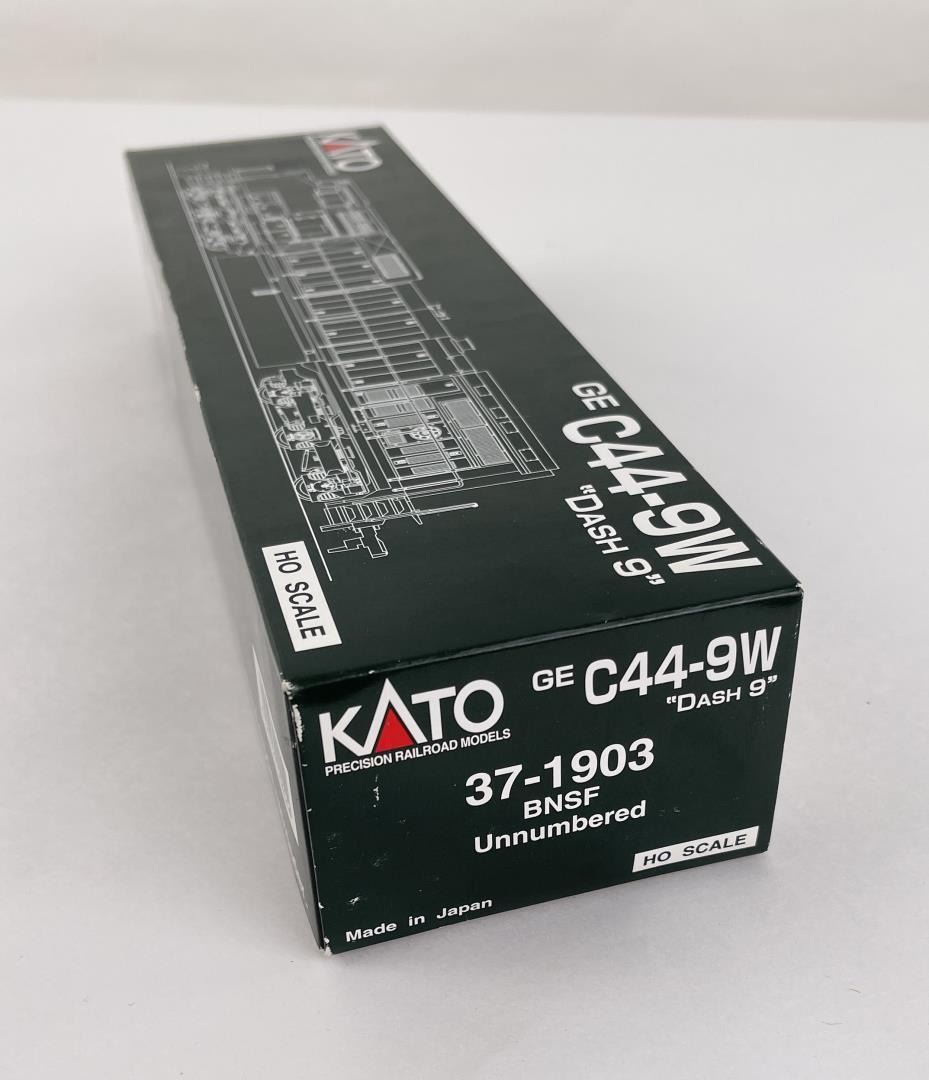 KATO
GE C44-9W
"DASH 9"
HO SCALE
KATO
PRECISION RAILROAD MODELS
GE C44-9W
"DASH 9"
37-1903
BNSF
Unnumbered
HO SCALE
Made in Japan